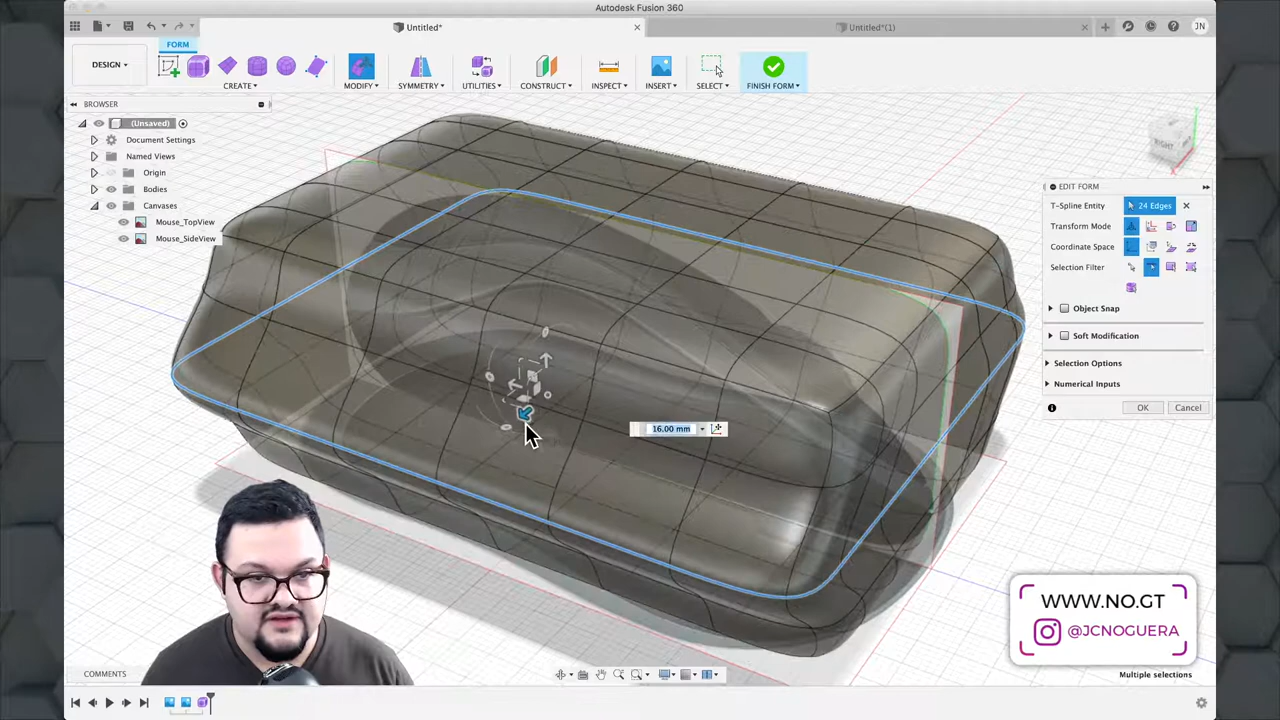 Autodesk Fusion 360
Untitled*
Untitled*(1)
JN
FORM
DESIGN
CREATE
MODIFY
SYMMETRY
UTILITIES
CONSTRUCT
INSPECT
INSERT
SELECT
FINISH FORM
BROWSER
(Unsaved)
Document Settings
Named Views
Origin
Bodies
Canvases
Mouse_TopView
Mouse_SideView
RIGHT
EDIT FORM
T-Spline Entity
24 Edges
Transform Mode
Coordinate Space
Selection Filter
Object Snap
Soft Modification
Selection Options
Numerical Inputs
OK
Cancel
16.00 mm
WWW.NO.GT
@JCNOGUERA
COMMENTS
Multiple selections